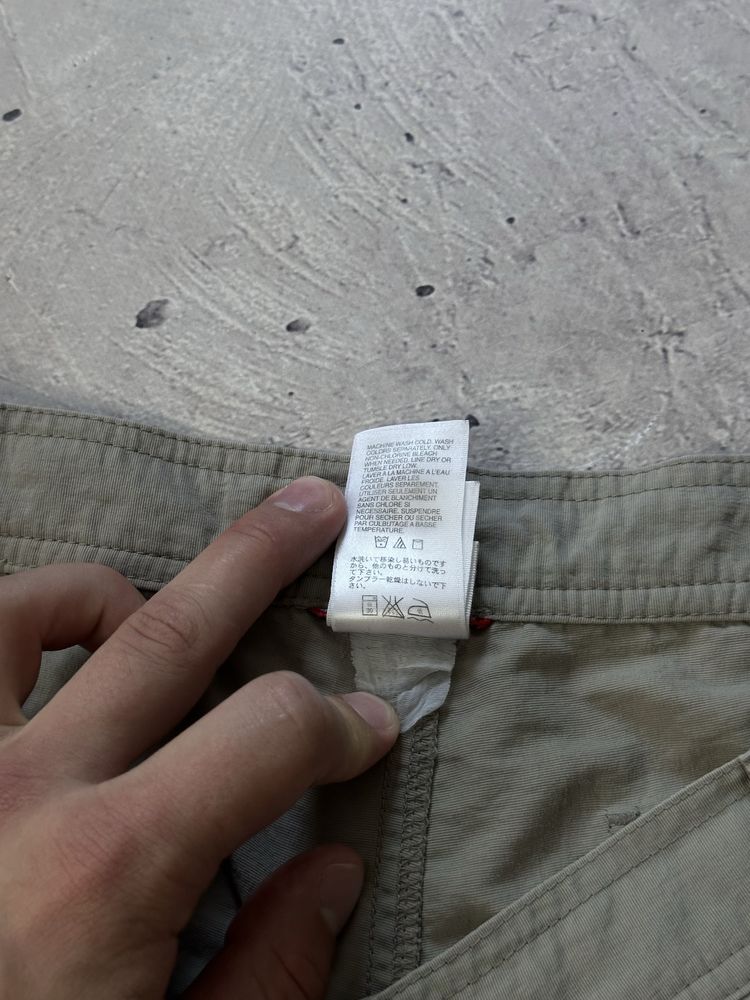 MACHINE WASH COLD. WASH
COLORS SEPARATELY. ONLY
NON-CHLORINE BLEACH
WHEN NEEDED. LINE DRY OR
TUMBLE DRY LOW.
LAVER A LA MACHINE A L'EAU
FROIDE. LAVER LES
COULEURS SEPAREMENT.
UTILISER SEULEMENT UN
AGENT DE BLANCHIMENT
SANS CHLORE SI
NECESSAIRE. SUSPENDRE
POUR SECHER OU SECHER
PAR CULBUTAGE A BASSE
TEMPERATURE.
水洗いで移染し易いものです
から、他のものと分けて洗っ
て下さい。
タンブラー乾燥はしないで下
さい。
30